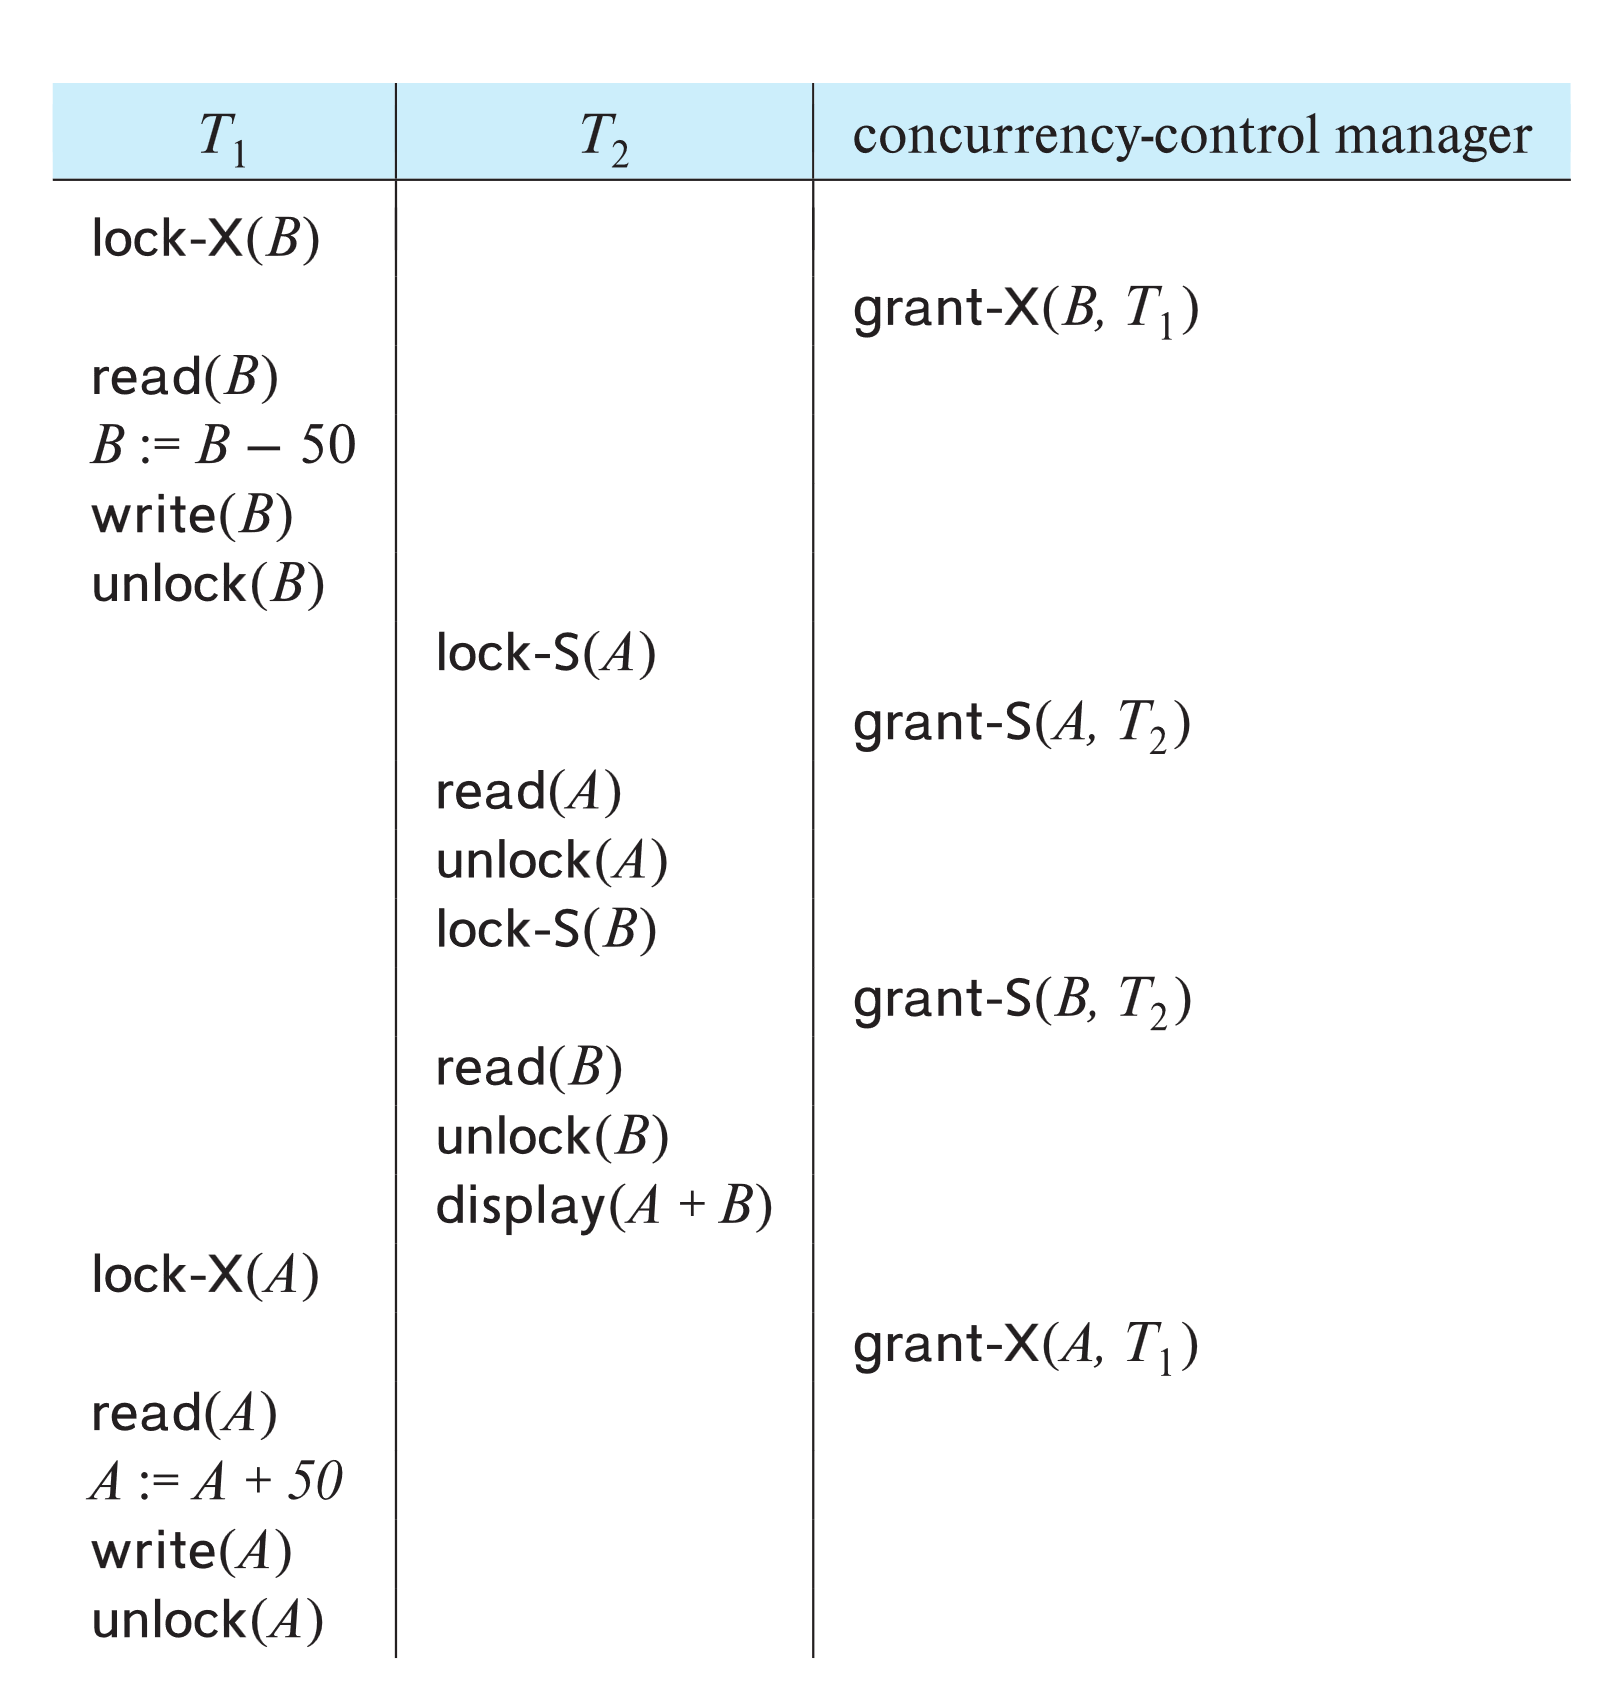 T₁ T₂ concurrency-control manager
lock-X(B)
grant-X(B, T₁)
read(B)
B := B − 50
write(B)
unlock(B)
lock-S(A)
grant-S(A, T₂)
read(A)
unlock(A)
lock-S(B)
grant-S(B, T₂)
read(B)
unlock(B)
display(A + B)
lock-X(A)
grant-X(A, T₁)
read(A)
A := A + 50
write(A)
unlock(A)